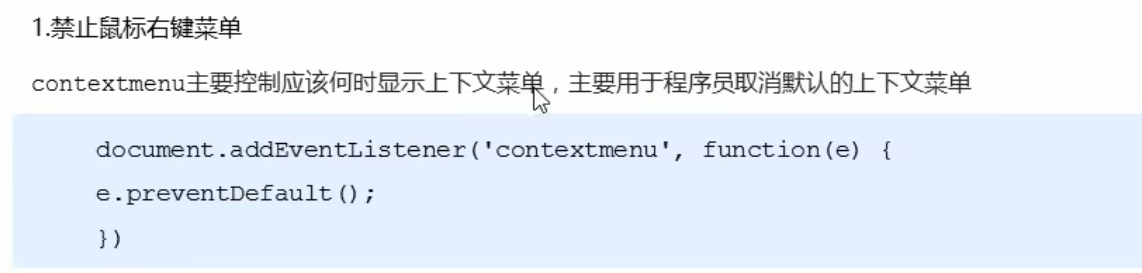 1.禁止鼠标右键菜单
contextmenu主要控制应该何时显示上下文菜单，主要用于程序员取消默认的上下文菜单
document.addEventListener('contextmenu', function(e) {
e.preventDefault();
})